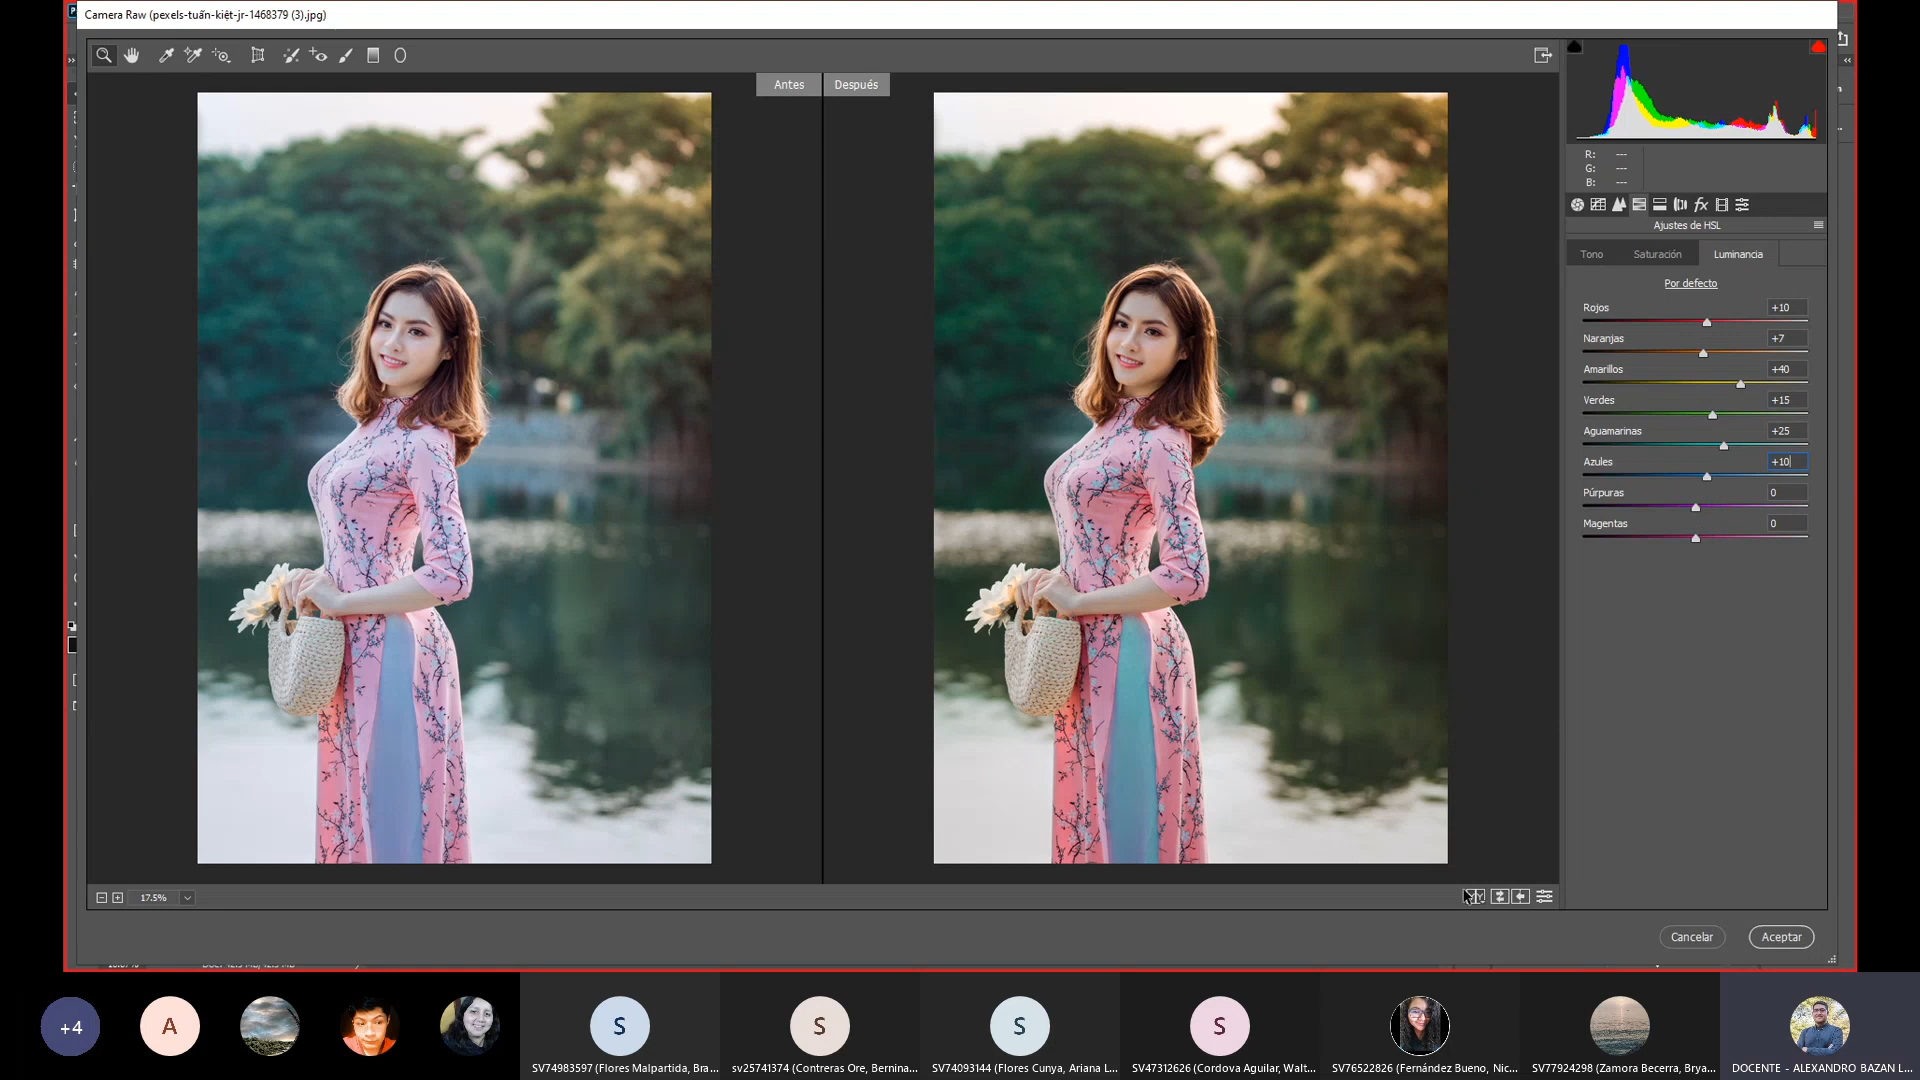 Camera Raw (pexels-tuấn-kiệt-jr-1468379 (3).jpg)
Antes
Después
R: ---
G: ---
B: ---
fx
Ajustes de HSL
Tono
Saturación
Luminancia
Por defecto
Rojos
+10
Naranjas
+7
Amarillos
+40
Verdes
+15
Aguamarinas
+25
Azules
+10
Púrpuras
0
Magentas
0
17.5%
Cancelar
Aceptar
+4
A
S
S
S
S
SV74983597 (Flores Malpartida, Bra...
sv25741374 (Contreras Ore, Bernina...
SV74093144 (Flores Cunya, Ariana L...
SV47312626 (Cordova Aguilar, Walt...
SV76522826 (Fernández Bueno, Nic...
SV77924298 (Zamora Becerra, Brya...
DOCENTE - ALEXANDRO BAZAN L...